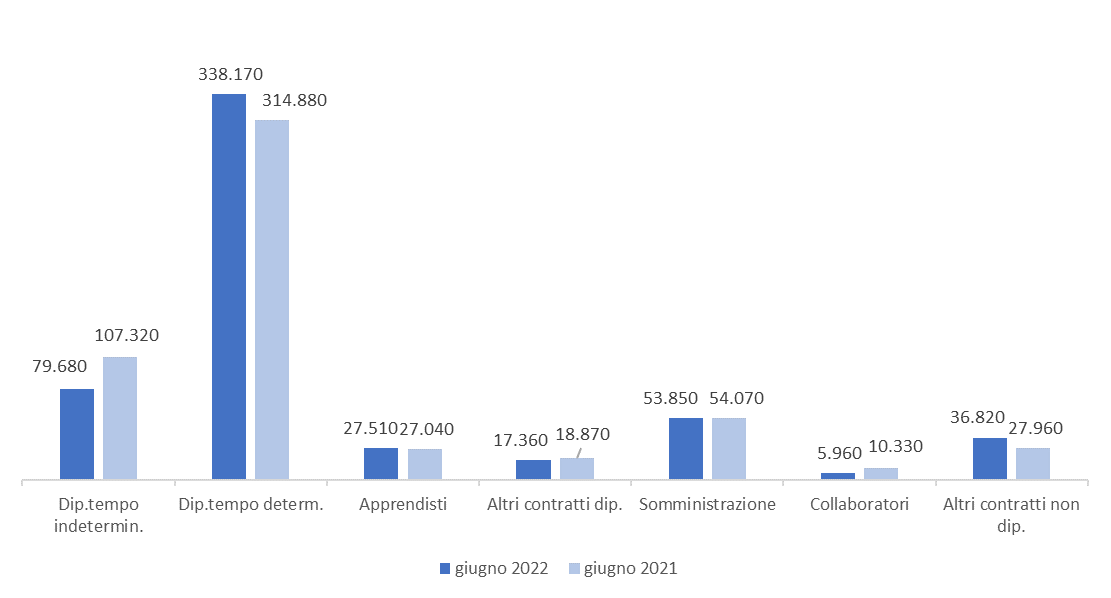 338.170
314.880
107.320
79.680
27.510 27.040
17.360 18.870
53.850 54.070
5.960 10.330
36.820 27.960
Dip.tempo
indetermin.
Dip.tempo determ.
Apprendisti
Altri contratti dip.
Somministrazione
Collaboratori
Altri contratti non
dip.
giugno 2022 giugno 2021